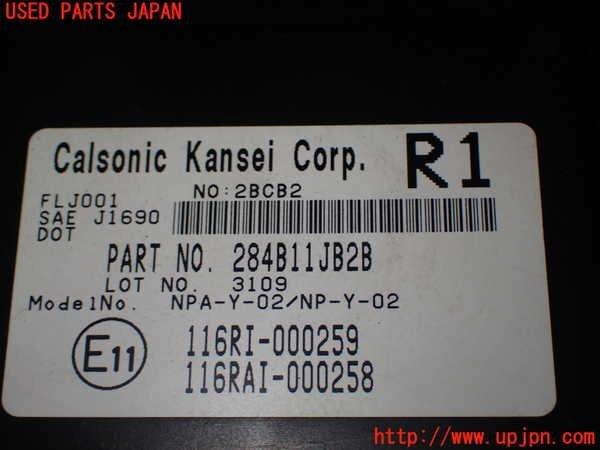 USED PARTS JAPAN
Calsonic Kansei Corp. R1
NO:2BCB2
FLJ001
SAE J1690
DOT
PART NO. 284B11JB2B
LOT NO. 3109
ModelNo. NPA-Y-02/NP-Y-02
E11
116RI-000259
116RAI-000258
http://www.upjpn.com/